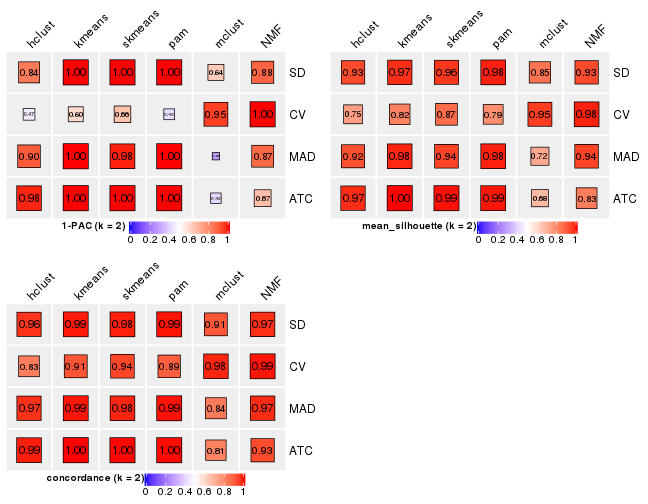 hclust kmeans skmeans pam mclust NMF
0.84 1.00 1.00 1.00 0.64 0.88 SD
0.47 0.60 0.66 0.95 1.00 CV
0.90 1.00 0.98 1.00 0.87 MAD
0.98 1.00 1.00 1.00 0.67 ATC
1-PAC (k = 2)
0 0.2 0.4 0.6 0.8 1
hclust kmeans skmeans pam mclust NMF
0.93 0.97 0.96 0.98 0.85 0.93 SD
0.75 0.82 0.87 0.79 0.95 0.98 CV
0.92 0.98 0.94 0.98 0.72 0.94 MAD
0.97 1.00 0.99 0.99 0.68 0.83 ATC
mean_silhouette (k = 2)
0 0.2 0.4 0.6 0.8 1
hclust kmeans skmeans pam mclust NMF
0.96 0.99 0.98 0.99 0.91 0.97 SD
0.83 0.91 0.94 0.89 0.98 0.99 CV
0.97 0.99 0.98 0.99 0.84 0.97 MAD
0.99 1.00 1.00 1.00 0.81 0.93 ATC
concordance (k = 2)
0 0.2 0.4 0.6 0.8 1